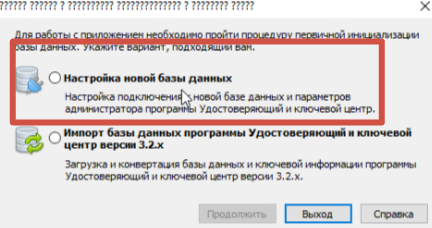 ?????? ?????? ? ?????????? ?????????????? ? ???????? ?????
Для работы с приложением необходимо пройти процедуру первичной инициализации
базы данных. Укажите вариант, подходящий вам.
Настройка новой базы данных
Настройка подключения к новой базе данных и параметров
администратора программы Удостоверяющий и ключевой центр.
Импорт базы данных программы Удостоверяющий и ключевой
центр версии 3.2.x
Загрузка и конвертация базы данных и ключевой информации программы
Удостоверяющий и ключевой центр версии 3.2.x.
Продолжить Выход Справка